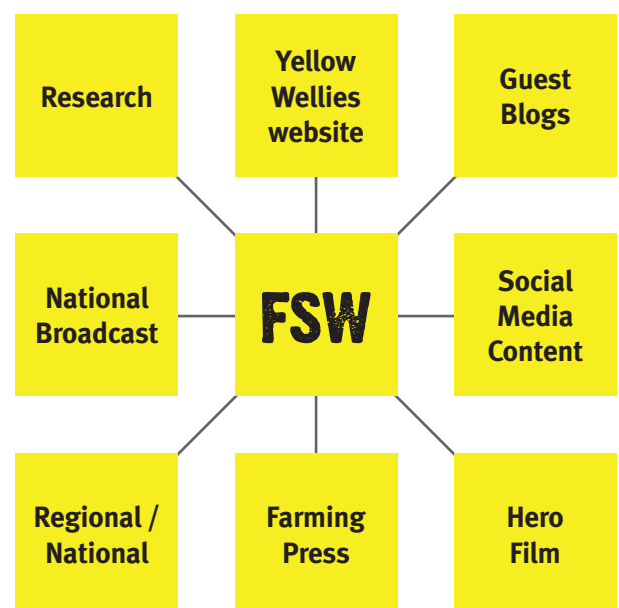 Research
Yellow
Wellies
website
Guest
Blogs
National
Broadcast
FSW
Social
Media
Content
Regional /
National
Farming
Press
Hero
Film